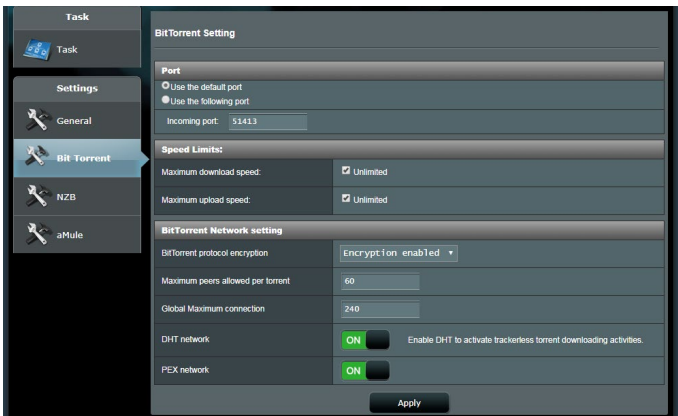 Task
Task
Settings
General
Bit Torrent
NZB
aMule
BitTorrent Setting
Port
Use the default port
Use the following port
Incoming port: 51413
Speed Limits:
Maximum download speed: Unlimited
Maximum upload speed: Unlimited
BitTorrent Network setting
BitTorrent protocol encryption Encryption enabled
Maximum peers allowed per torrent 60
Global Maximum connection 240
DHT network ON Enable DHT to activate trackerless torrent downloading activities.
PEX network ON
Apply